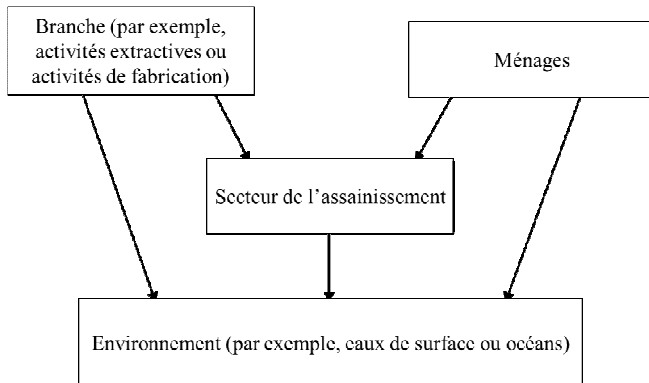 Branche (par exemple,
activités extractives ou
activités de fabrication)
Ménages
Secteur de l’assainissement
Environnement (par exemple, eaux de surface ou océans)